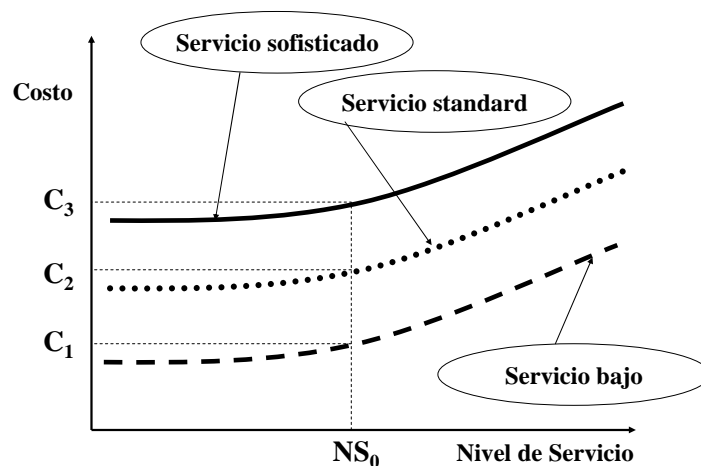 Servicio sofisticado
Costo
Servicio standard
C3
C2
C1
Servicio bajo
NS0
Nivel de Servicio